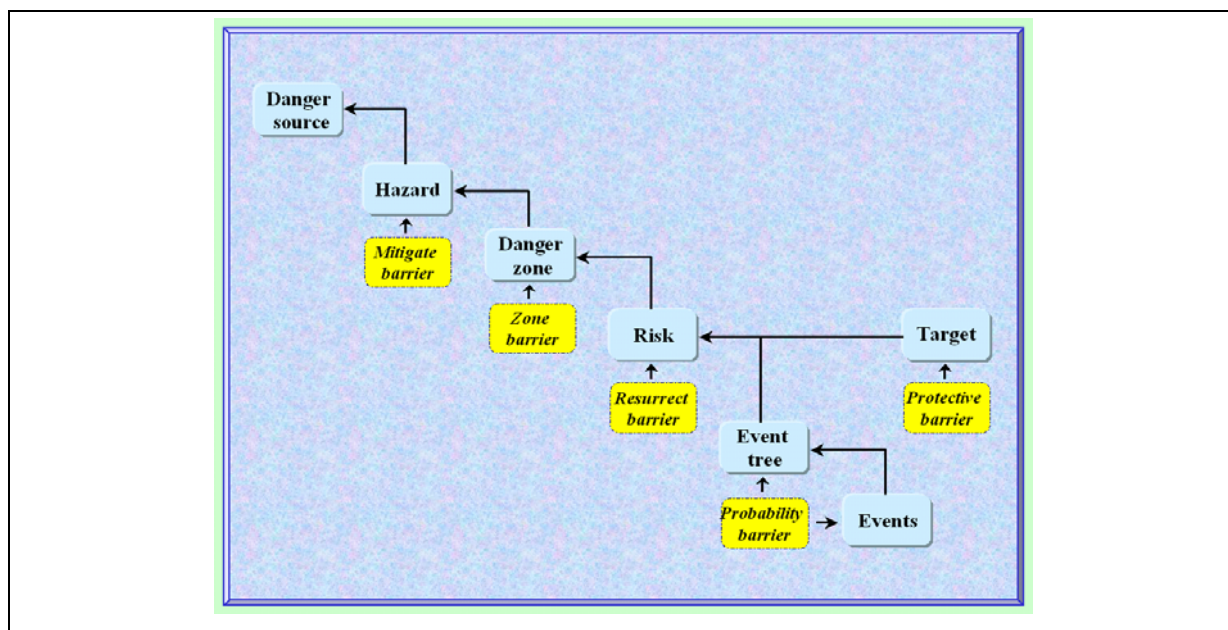 Danger
source
Hazard
Mitigate
barrier
Danger
zone
Zone
barrier
Risk
Target
Resurrect
barrier
Protective
barrier
Event
tree
Probability
barrier
Events